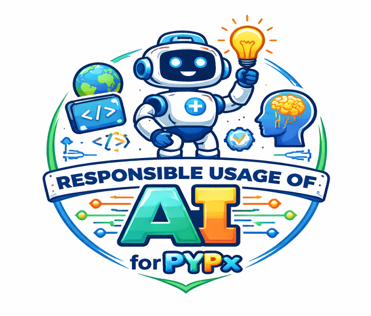 </>
</>
RESPONSIBLE USAGE OF
AI
for PYPx